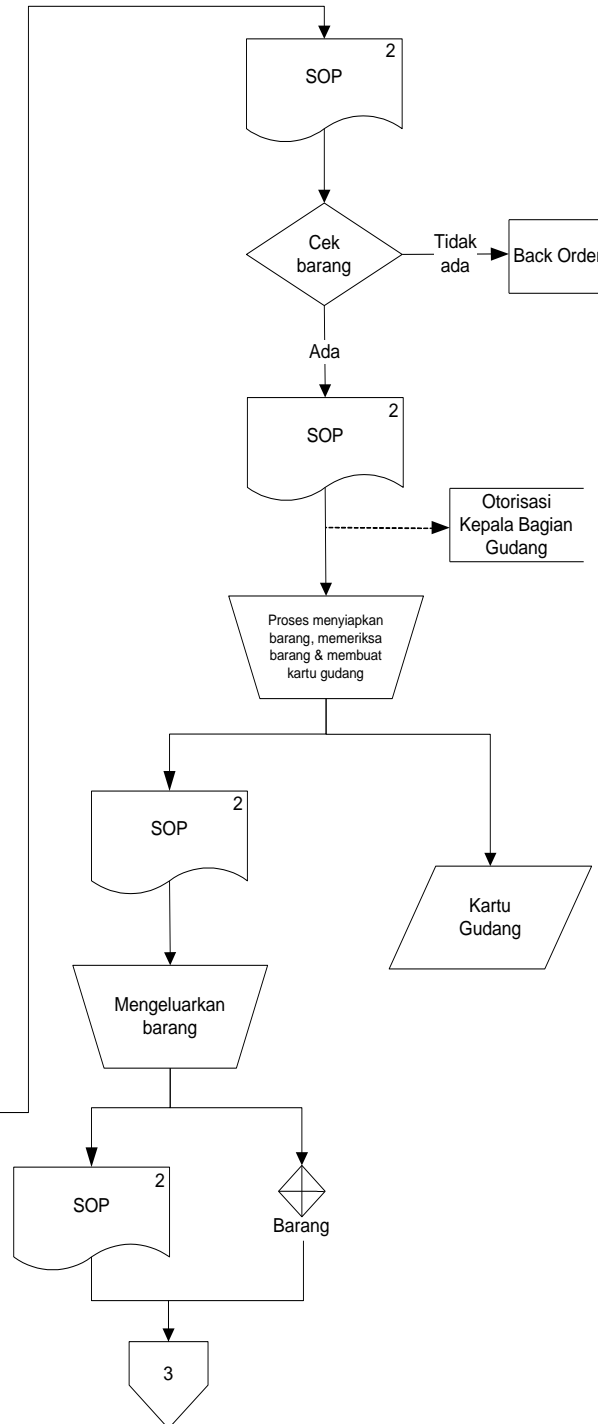 2
SOP
Cek
barang
Tidak
ada
Back Order
Ada
2
SOP
Otorisasi
Kepala Bagian
Gudang
Proses menyiapkan
barang, memeriksa
barang & membuat
kartu gudang
2
SOP
Kartu
Gudang
Mengeluarkan
barang
2
SOP
Barang
3